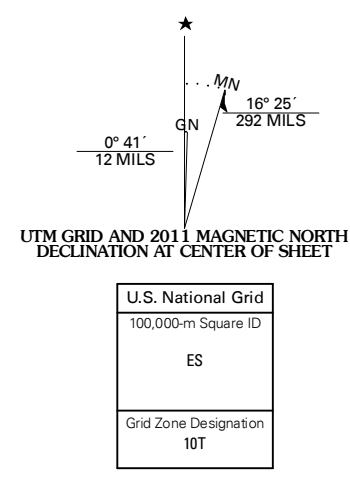 MN
GN
16° 25´
292 MILS
0° 41´
12 MILS
UTM GRID AND 2011 MAGNETIC NORTH
DECLINATION AT CENTER OF SHEET
U.S. National Grid
100,000-m Square ID
ES
Grid Zone Designation
10T